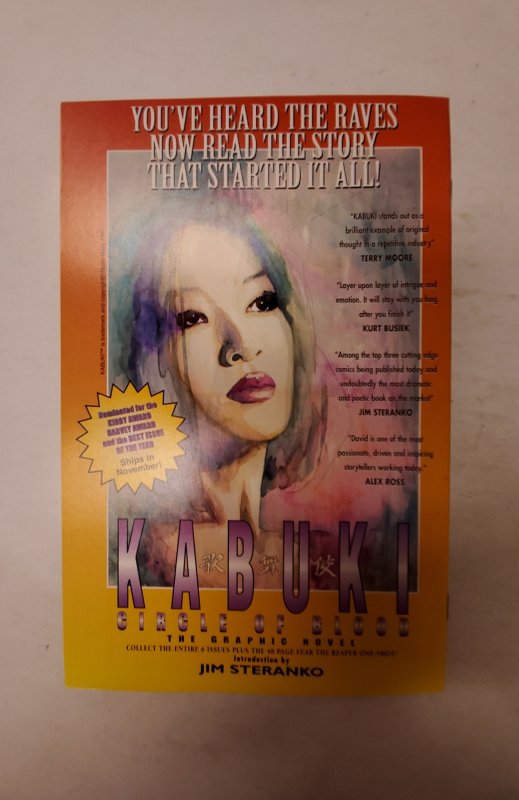 YOU'VE HEARD THE RAVES
NOW READ THE STORY
THAT STARTED IT ALL!
"KABUKI stands out as a
brilliant example of original
thought in a repetitive industry."
TERRY MOORE
"Layer upon layer of intrigue and
emotion. It will stay with you long
after you finish it"
KURT BUSIEK
"Among the top three cutting edge
comics being published today and
undoubtedly the most dramatic
and poetic book on the market"
JIM STERANKO
"David is one of the most
passionate, driven and inspiring
storytellers working today."
ALEX ROSS
KABUKI™ is trademark and copyright©
Nominated for the
KIRBY AWARD
HARVEY AWARD
and the BEST ISSUE
OF THE YEAR
Ships in
November!
KABUKI
歌舞伎
CIRCLE OF BLOOD
THE GRAPHIC NOVEL
COLLECT THE ENTIRE 6 ISSUES PLUS THE 48-PAGE FEAR THE REAPER ONE-SHOT!
Introduction by
JIM STERANKO